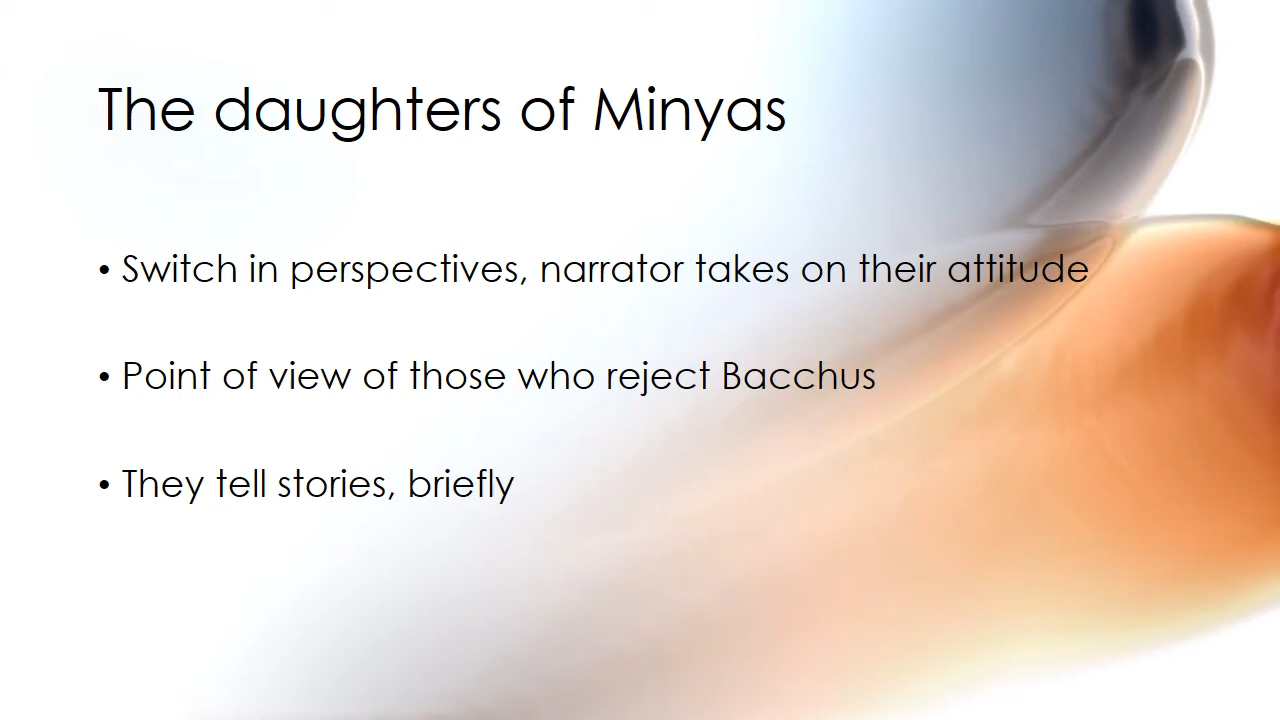 The daughters of Minyas
• Switch in perspectives, narrator takes on their attitude
• Point of view of those who reject Bacchus
• They tell stories, briefly